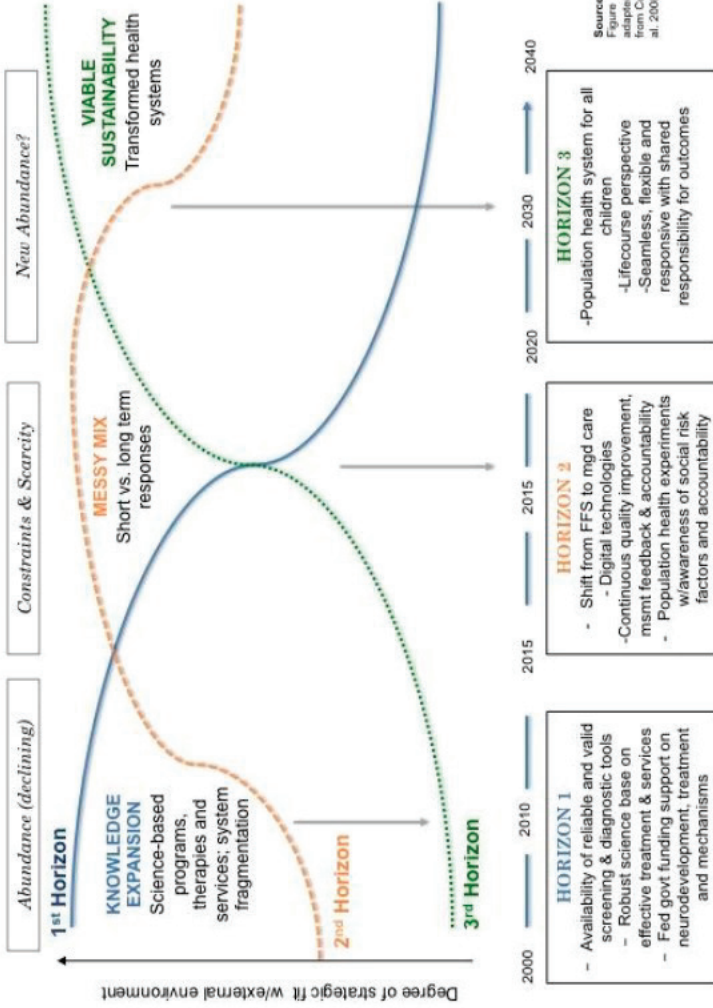 Abundance (declining)
Constraints & Scarcity
New Abundance?
1st Horizon
KNOWLEDGE
EXPANSION
Science-based
programs,
therapies and
services; system
fragmentation
2nd Horizon
3rd Horizon
MESSY MIX
Short vs. long term
responses
VIABLE
SUSTAINABILITY
Transformed health
systems
Degree of strategic fit w/external environment
2000
2010
2015
2015
2020
2030
2040
HORIZON 1
- Availability of reliable and valid
screening & diagnostic tools
- Robust science base on
effective treatment & services
- Fed govt funding support on
neurodevelopment, treatment
and mechanisms
HORIZON 2
- Shift from FFS to mgd care
- Digital technologies
-Continuous quality improvement,
msmt feedback & accountability
- Population health experiments
w/awareness of social risk
factors and accountability
HORIZON 3
-Population health system for all
children
-Lifecourse perspective
-Seamless, flexible and
responsive with shared
responsibility for outcomes
Source
Figure
from
al.